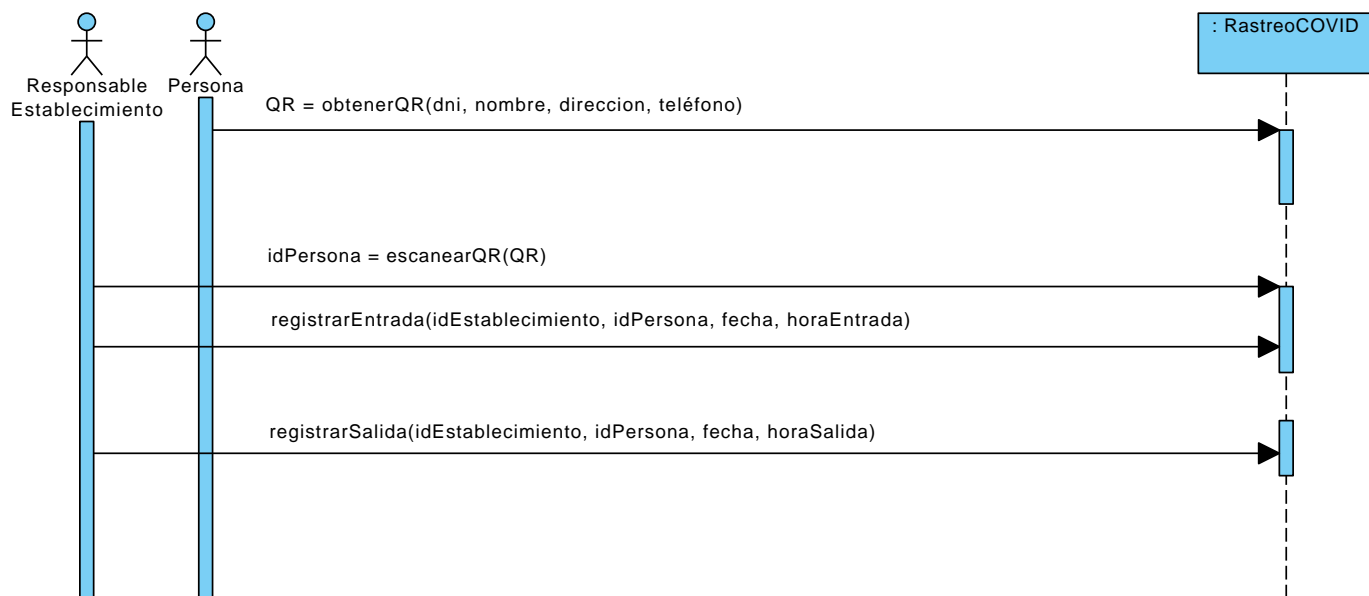 : RastreoCOVID
Responsable
Establecimiento
Persona
QR = obtenerQR(dni, nombre, direccion, teléfono)
idPersona = escanearQR(QR)
registrarEntrada(idEstablecimiento, idPersona, fecha, horaEntrada)
registrarSalida(idEstablecimiento, idPersona, fecha, horaSalida)